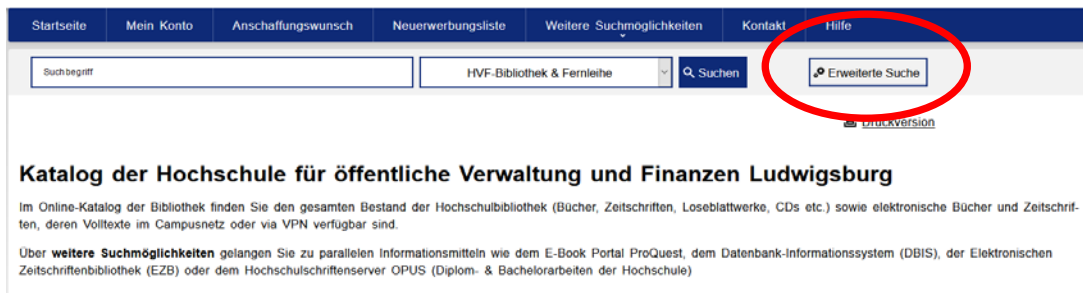 Startseite Mein Konto Anschaffungswunsch Neuerwerbungsliste Weitere Suchmöglichkeiten Kontakt Hilfe
Suchbegriff HVF-Bibliothek & Fernleihe Suchen Erweiterte Suche
Druckversion
Katalog der Hochschule für öffentliche Verwaltung und Finanzen Ludwigsburg
Im Online-Katalog der Bibliothek finden Sie den gesamten Bestand der Hochschulbibliothek (Bücher, Zeitschriften, Loseblattwerke, CDs etc.) sowie elektronische Bücher und Zeitschrif-
ten, deren Volltexte im Campusnetz oder via VPN verfügbar sind.
Über weitere Suchmöglichkeiten gelangen Sie zu parallelen Informationsmitteln wie dem E-Book Portal ProQuest, dem Datenbank-Informationssystem (DBIS), der Elektronischen
Zeitschriftenbibliothek (EZB) oder dem Hochschulschriftenserver OPUS (Diplom- & Bachelorarbeiten der Hochschule)